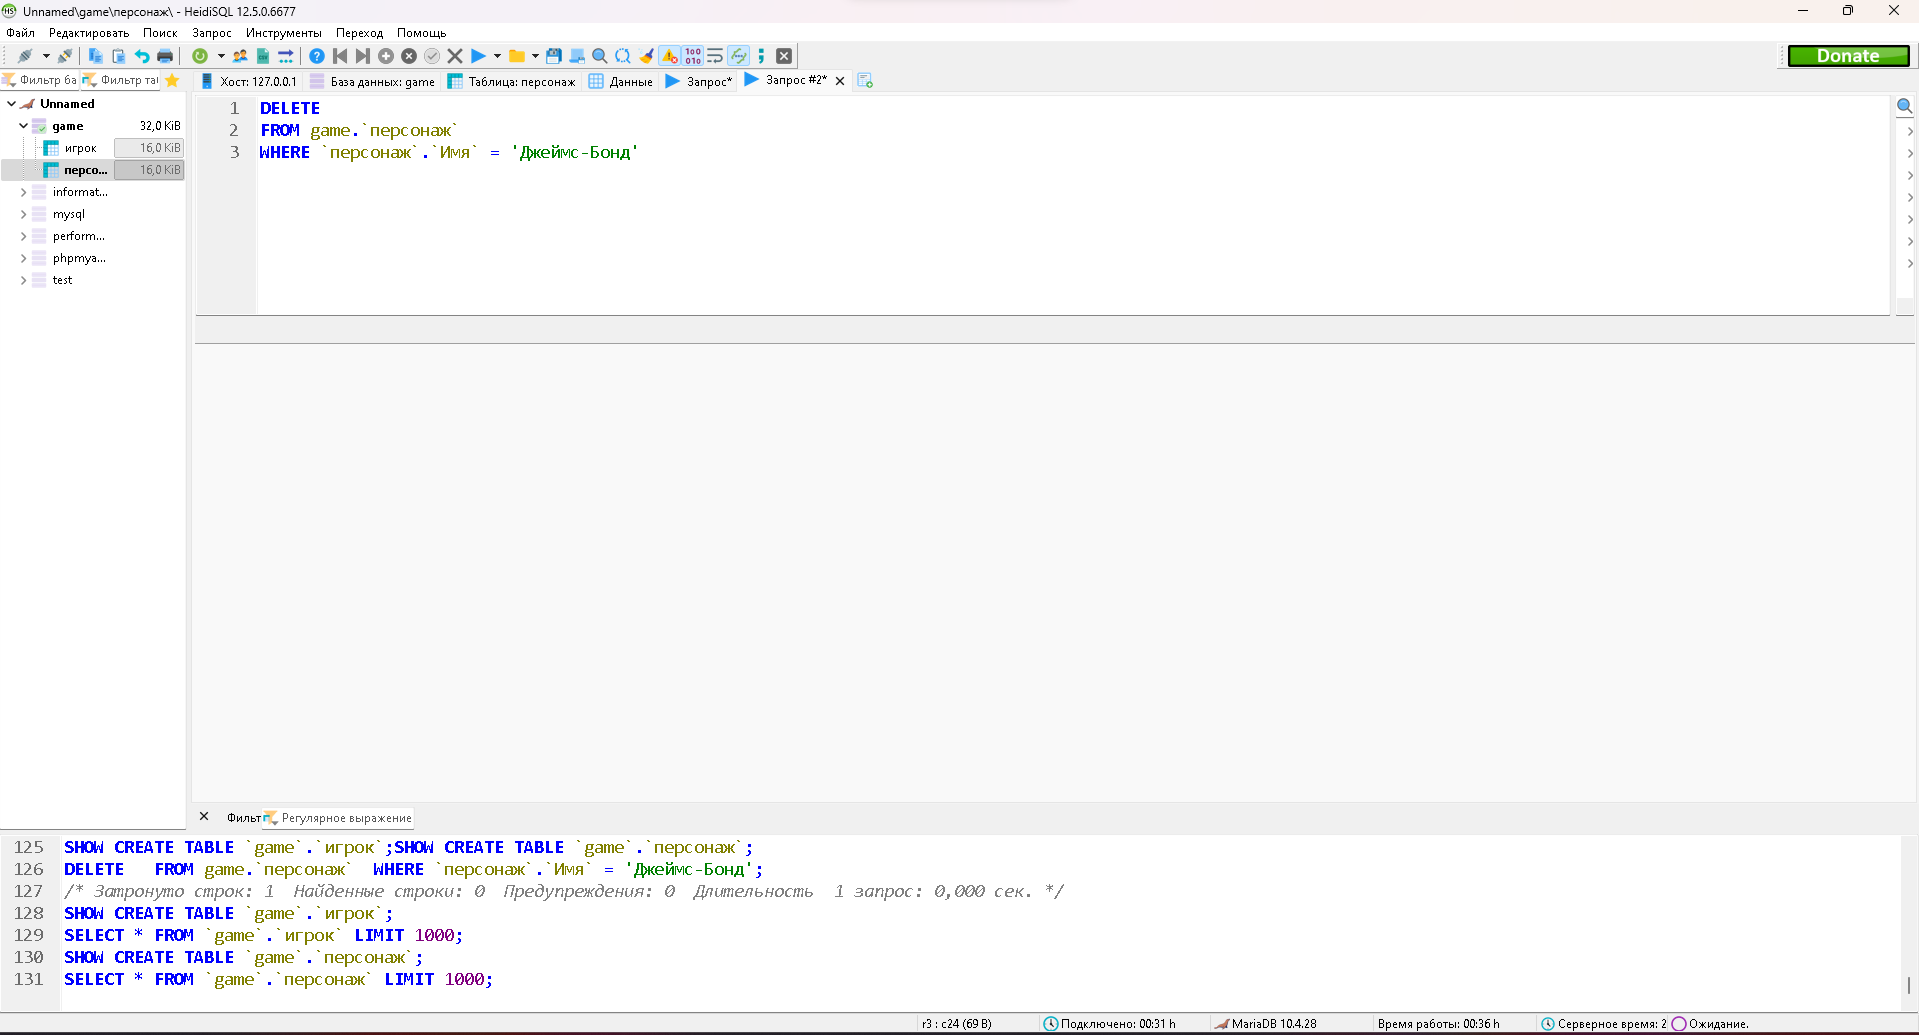 Unnamed\game\персонаж\ - HeidiSQL 12.5.0.6677
Файл Редактировать Поиск Запрос Инструменты Переход Помощь
Donate
Фильтр ба Фильтр та Хост: 127.0.0.1 База данных: game Таблица: персонаж Данные Запрос* Запрос #2*
Unnamed
game 32,0 KiB
игрок 16,0 KiB
персо... 16,0 KiB
informat...
mysql
perform...
phpmya...
test
1 DELETE
2 FROM game.`персонаж`
3 WHERE `персонаж`.`Имя` = 'Джеймс-Бонд'
Фильт Регулярное выражение
125 SHOW CREATE TABLE `game`.`игрок`;SHOW CREATE TABLE `game`.`персонаж`;
126 DELETE FROM game.`персонаж` WHERE `персонаж`.`Имя` = 'Джеймс-Бонд';
127 /* Затронуто строк: 1 Найденные строки: 0 Предупреждения: 0 Длительность 1 запрос: 0,000 сек. */
128 SHOW CREATE TABLE `game`.`игрок`;
129 SELECT * FROM `game`.`игрок` LIMIT 1000;
130 SHOW CREATE TABLE `game`.`персонаж`;
131 SELECT * FROM `game`.`персонаж` LIMIT 1000;
r3 : c24 (69 B) Подключено: 00:31 h MariaDB 10.4.28 Время работы: 00:36 h Серверное время: 2 Ожидание.